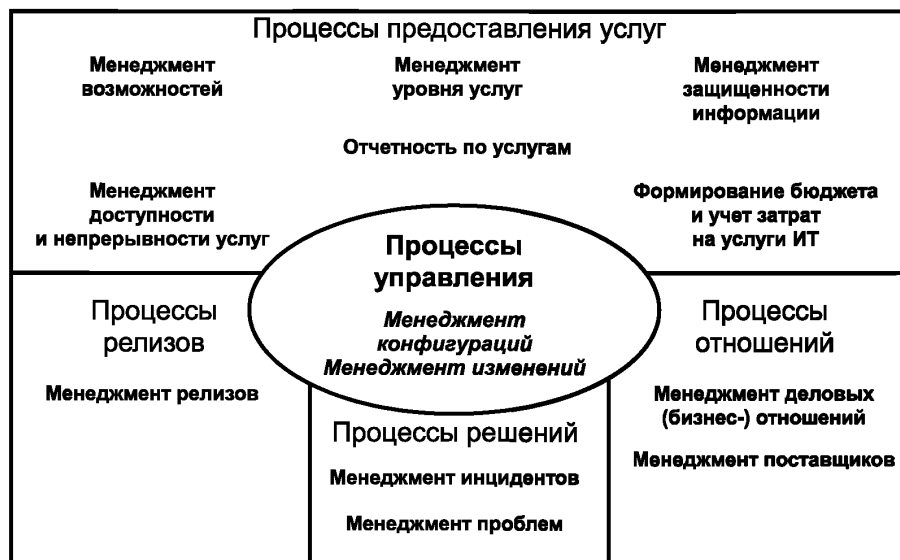 Процессы предоставления услуг
Менеджмент
возможностей
Менеджмент
уровня услуг
Менеджмент
защищенности
информации
Отчетность по услугам
Менеджмент
доступности
и непрерывности услуг
Формирование бюджета
и учет затрат
на услуги ИТ
Процессы
управления
Менеджмент
конфигураций
Менеджмент изменений
Процессы
релизов
Менеджмент релизов
Процессы решений
Менеджмент инцидентов
Менеджмент проблем
Процессы
отношений
Менеджмент деловых
(бизнес-) отношений
Менеджмент поставщиков